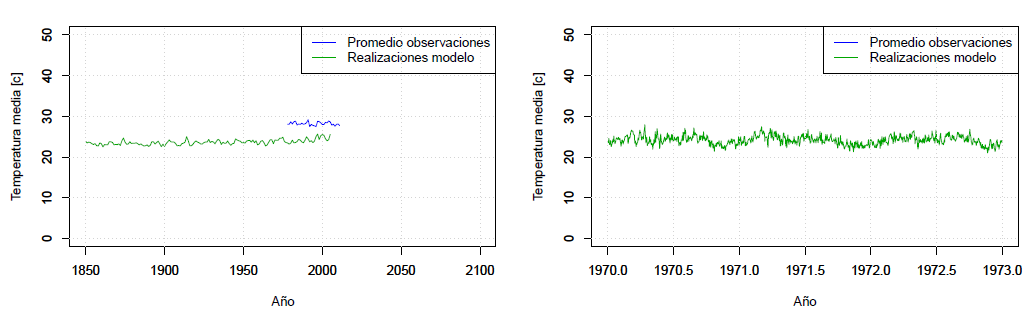 Promedio observaciones
Realizaciones modelo
Temperatura media [c]
50
40
30
20
10
0
1850 1900 1950 2000 2050 2100
Año
Promedio observaciones
Realizaciones modelo
Temperatura media [c]
50
40
30
20
10
0
1970.0 1970.5 1971.0 1971.5 1972.0 1972.5 1973.0
Año